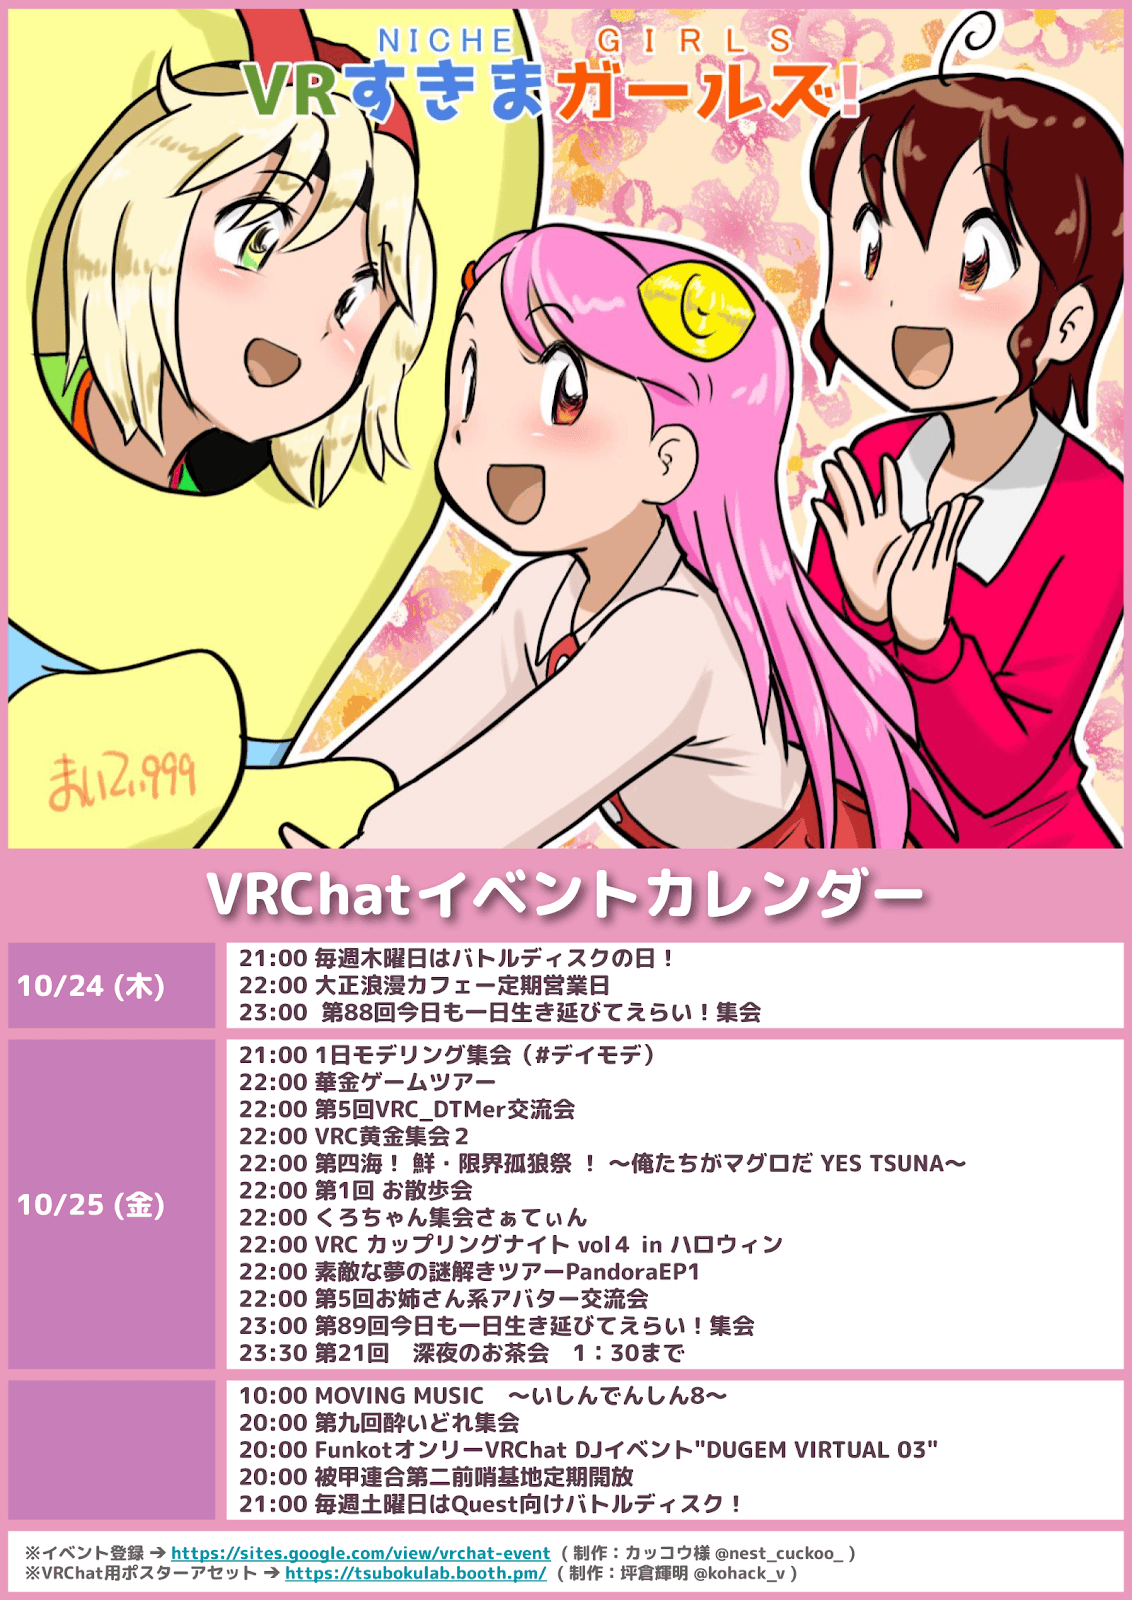 NICHE GIRLS
VRすきまガールズ!
まいてぃ999
VRChatイベントカレンダー
10/24 (木)
21:00 毎週木曜日はバトルディスクの日！
22:00 大正浪漫カフェー定期営業日
23:00 第88回今日も一日生き延びてえらい！集会
10/25 (金)
21:00 1日モデリング集会（#デイモデ）
22:00 華金ゲームツアー
22:00 第5回VRC_DTMer交流会
22:00 VRC黄金集会２
22:00 第四海！ 鮮・限界孤狼祭 ！ ～俺たちがマグロだ YES TSUNA～
22:00 第1回 お散歩会
22:00 くろちゃん集会さぁてぃん
22:00 VRC カップリングナイト vol４ in ハロウィン
22:00 素敵な夢の謎解きツアーPandoraEP1
22:00 第5回お姉さん系アバター交流会
23:00 第89回今日も一日生き延びてえらい！集会
23:30 第21回　深夜のお茶会　1：30まで
10:00 MOVING MUSIC　～いしんでんしん8～
20:00 第九回酔いどれ集会
20:00 FunkotオンリーVRChat DJイベント"DUGEM VIRTUAL 03"
20:00 被甲連合第二前哨基地定期開放
21:00 毎週土曜日はQuest向けバトルディスク！
※イベント登録 → https://sites.google.com/view/vrchat-event （制作：カッコウ様 @nest_cuckoo_）
※VRChat用ポスターアセット → https://tsubokulab.booth.pm/ （制作：坪倉輝明 @kohack_v）